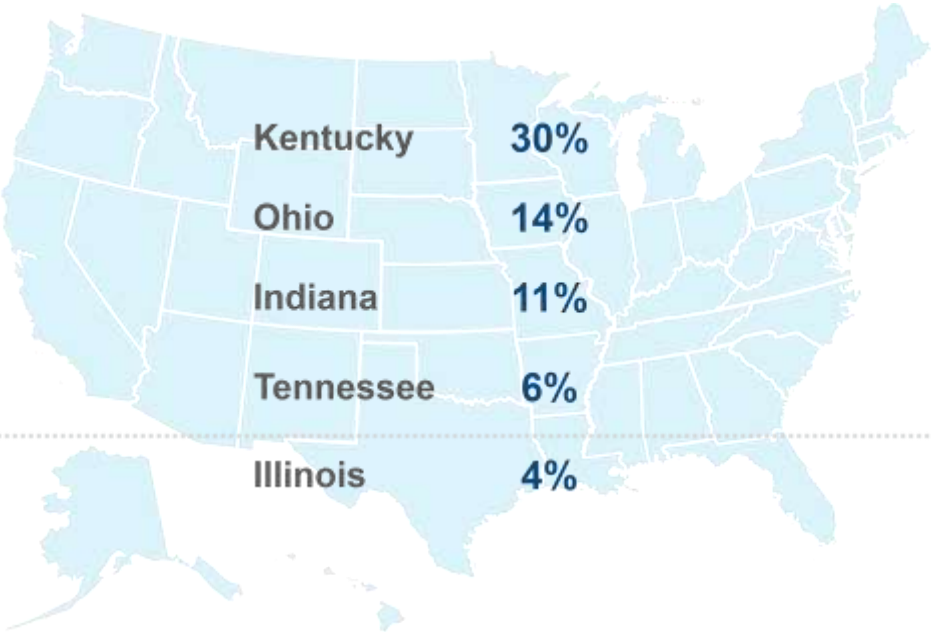 Kentucky 30%
Ohio 14%
Indiana 11%
Tennessee 6%
Illinois 4%